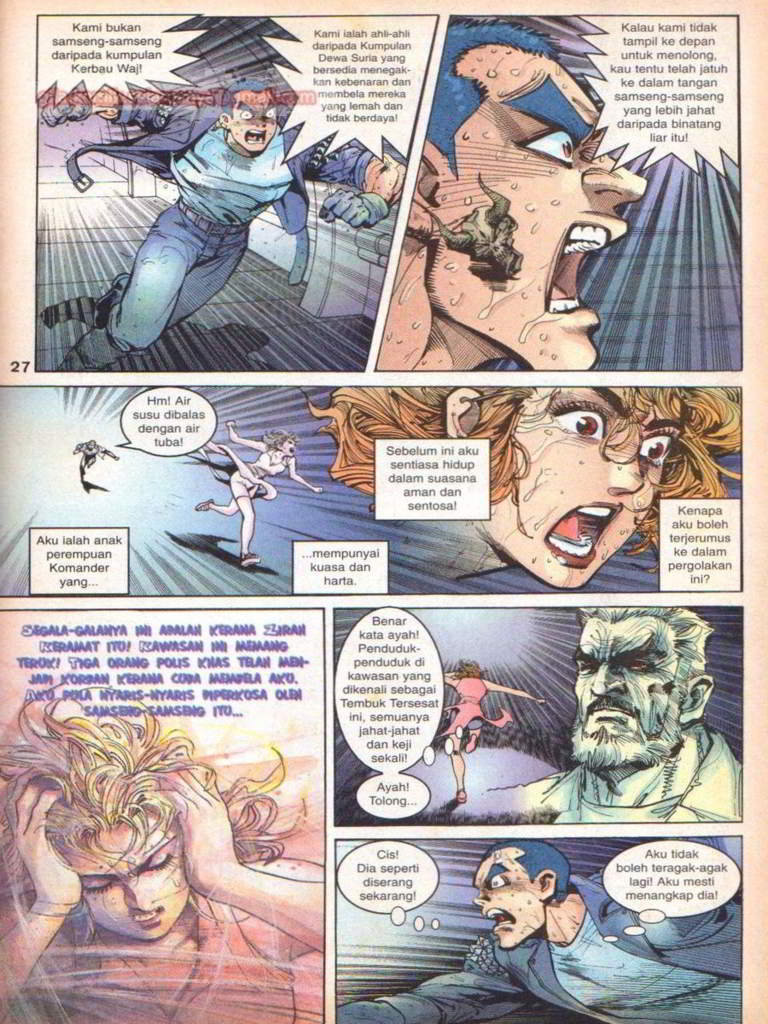 Kami bukan
samseng-samseng
daripada kumpulan
Kerbau Waj!
Kami ialah ahli-ahli
daripada Kumpulan
Dewa Suria yang
bersedia menegak-
kan kebenaran dan
membela mereka
yang lemah dan
tidak berdaya!
Kalau kami tidak
tampil ke depan
untuk menolong,
kau tentu telah jatuh
ke dalam tangan
samseng-samseng
yang lebih jahat
daripada binatang
liar itu!
27
Hm! Air
susu dibalas
dengan air
tuba!
Aku ialah anak
perempuan
Komander
yang...
...mempunyai
kuasa dan
harta.
Sebelum ini aku
sentiasa hidup
dalam suasana
aman dan
sentosa!
Kenapa
aku boleh
terjerumus
ke dalam
pergolakan
ini?
SEGALA-GALANYA INI ADALAH KERANA ZIRAH
KERAMAT ITU! KAWASAN INI MEMANG
TERUK! TIGA ORANG POLIS KHAS TELAH MEN-
JADI KORBAN KERANA CUBA MEMBELA AKU.
AKU PULA NYARIS-NYARIS DIPERKOSA OLEH
SAMSENG-SAMSENG ITU...
Benar
kata ayah!
Penduduk-
penduduk di
kawasan yang
dikenali sebagai
Tembuk Tersesat
ini, semuanya
jahat-jahat
dan keji
sekali!
Ayah!
Tolong...
Cis!
Dia seperti
diserang
sekarang!
Aku tidak
boleh teragak-agak
lagi! Aku mesti
menangkap dia!